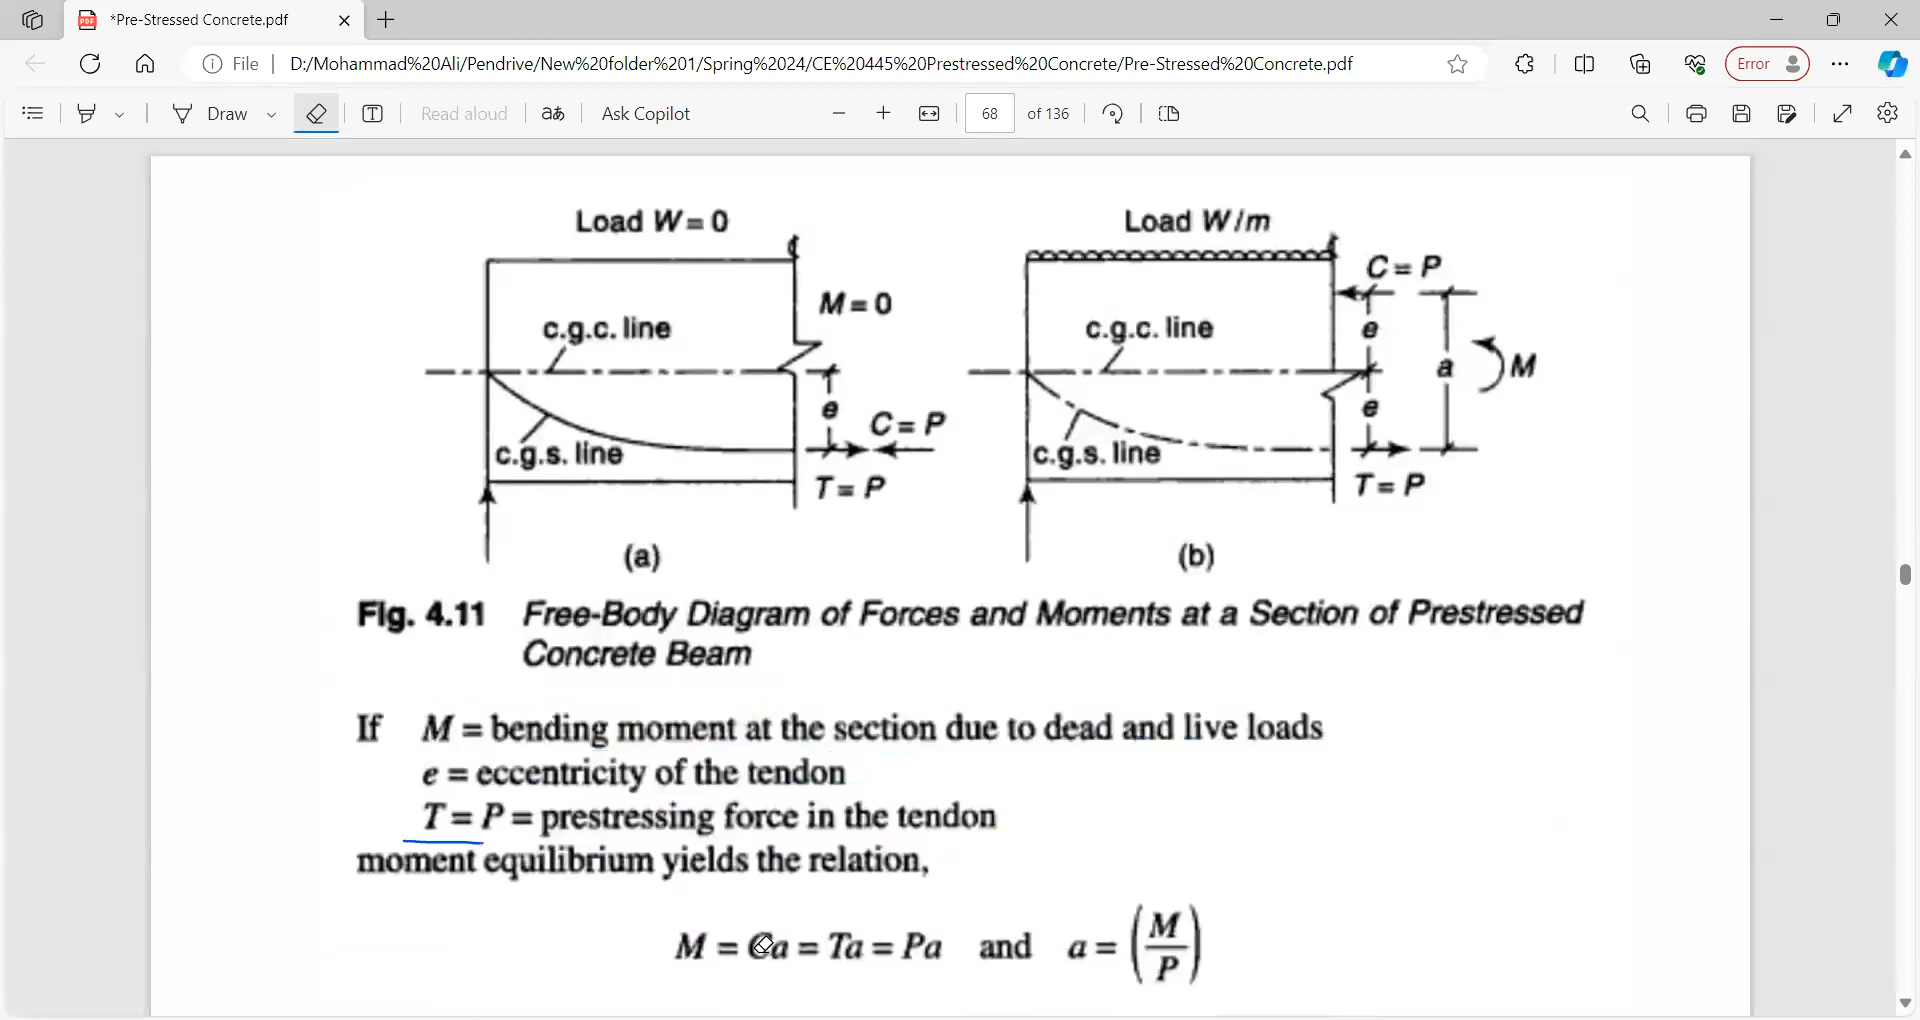 *Pre-Stressed Concrete.pdf
File
D:/Mohammad%20Ali/Pendrive/New%20folder%201/Spring%2024/CE%20445%20Prestressed%20Concrete/Pre-Stressed%20Concrete.pdf
Error
Draw
Read aloud
aあ
Ask Copilot
68 of 136
Load W = 0
Load W/m
C = P
M = 0
c.g.c. line
c.g.c. line
e
a
M
e
C = P
e
c.g.s. line
c.g.s. line
T = P
T = P
(a)
(b)
Fig. 4.11 Free-Body Diagram of Forces and Moments at a Section of Prestressed
Concrete Beam
If M = bending moment at the section due to dead and live loads
e = eccentricity of the tendon
T = P = prestressing force in the tendon
moment equilibrium yields the relation,
M = Ca = Ta = Pa and a = (M/P)